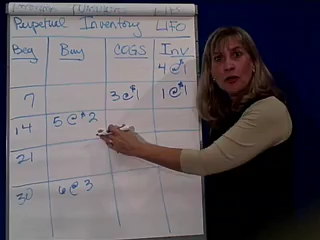 Perpetual Inventory LIFO
Beg Buy COGS Inv
4 @ $1
7 3 @ $1 1 @ $1
14 5 @ $2
21
30 6 @ 3